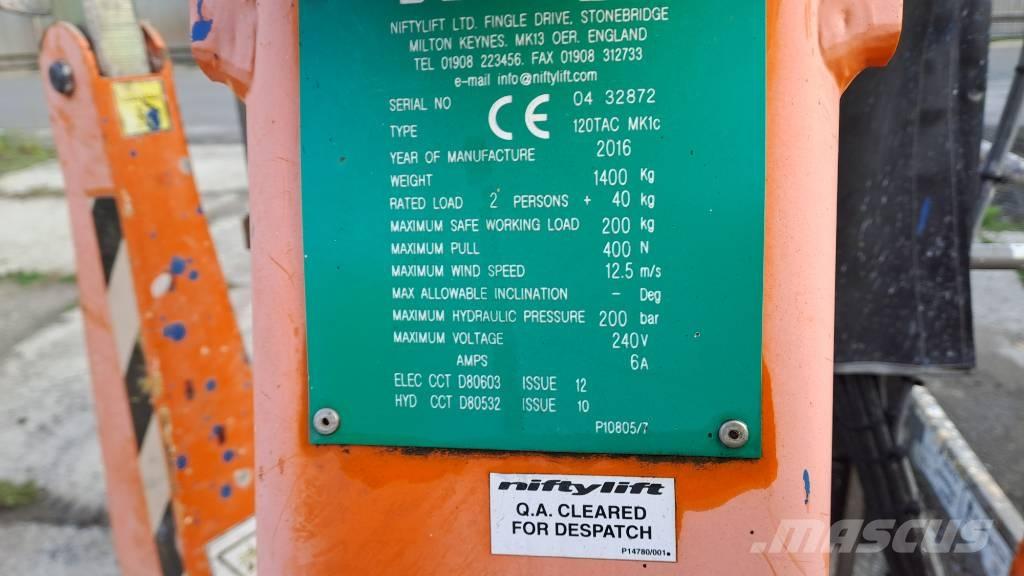 NIFTYLIFT LTD. FINGLE DRIVE, STONEBRIDGE
MILTON KEYNES. MK13 OER. ENGLAND
TEL 01908 223456. FAX 01908 312733
e-mail info@niftylift.com
SERIAL NO CE 04 32872
TYPE 120TAC MK1c
YEAR OF MANUFACTURE 2016
WEIGHT 1400 Kg
RATED LOAD 2 PERSONS + 40 kg
MAXIMUM SAFE WORKING LOAD 200 kg
MAXIMUM PULL 400 N
MAXIMUM WIND SPEED 12.5 m/s
MAX ALLOWABLE INCLINATION - Deg
MAXIMUM HYDRAULIC PRESSURE 200 bar
MAXIMUM VOLTAGE 240V
AMPS 6A
ELEC CCT D80603 ISSUE 12
HYD CCT D80532 ISSUE 10
P10805/7
niftylift
Q.A. CLEARED
FOR DESPATCH
P14780/001
MASCUS